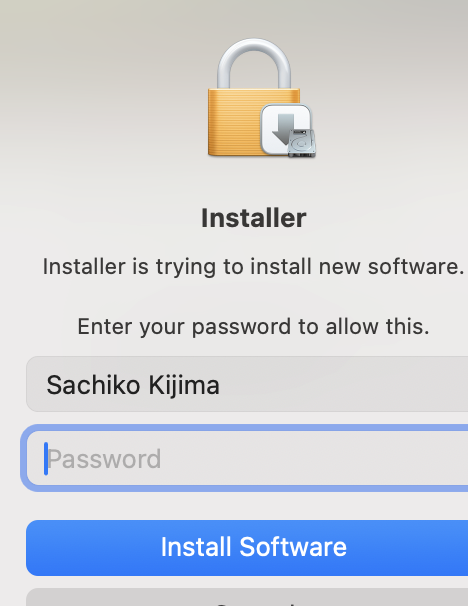 Installer
Installer is trying to install new software.
Enter your password to allow this.
Sachiko Kijima
Password
Install Software